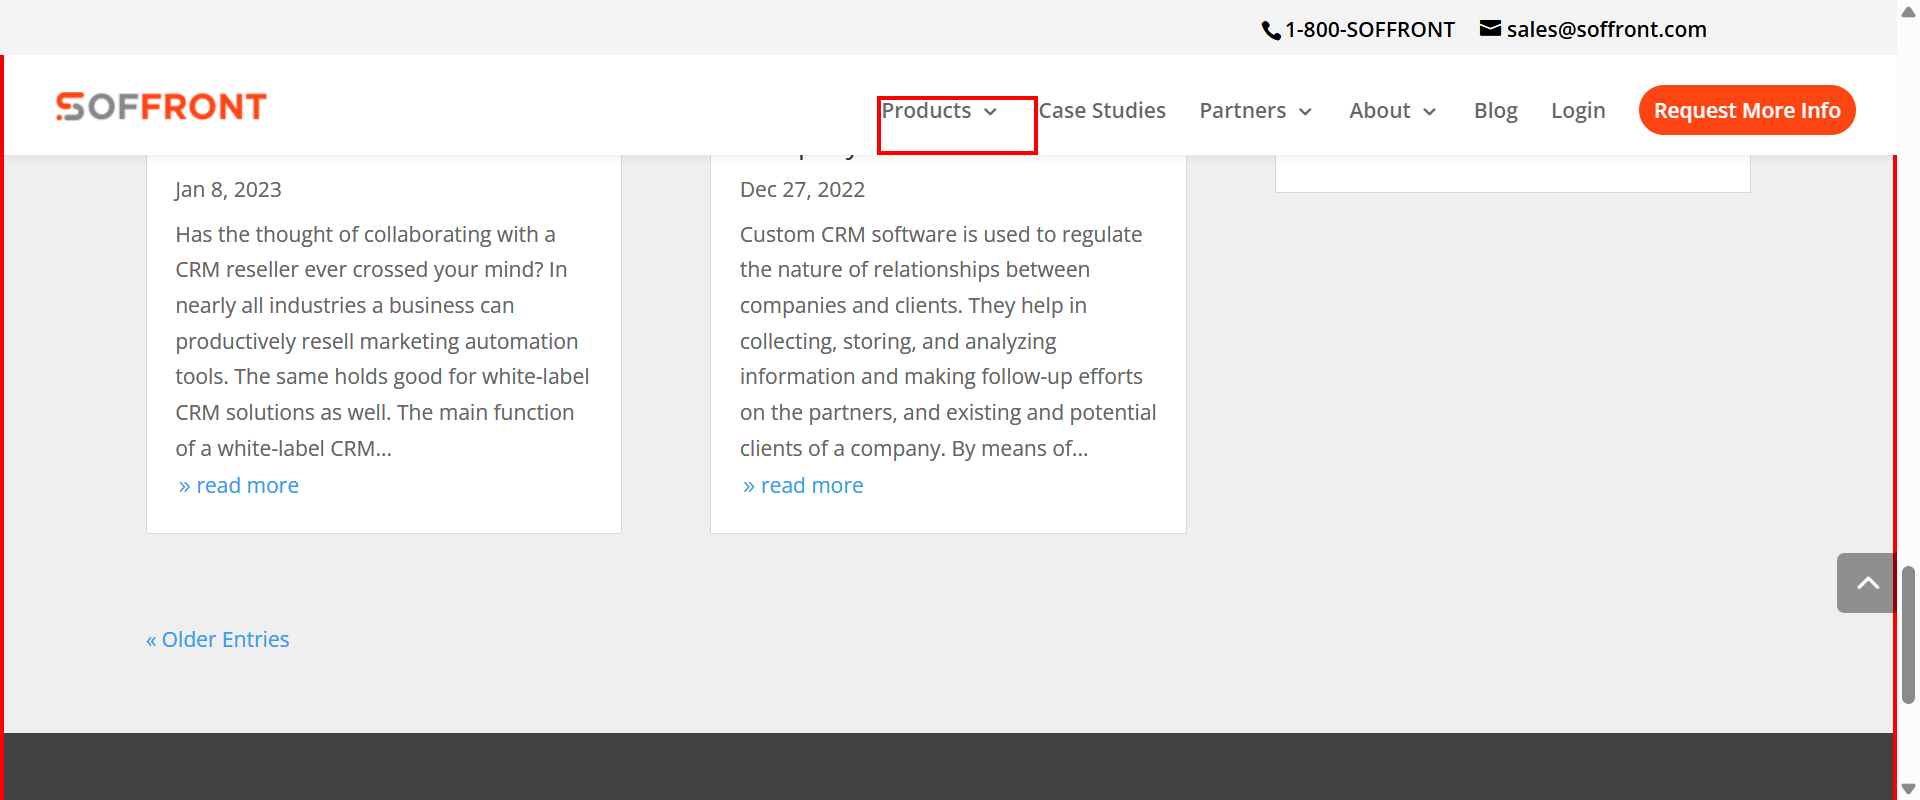 1-800-SOFFRONT sales@soffront.com
SOFFRONT Products Case Studies Partners About Blog Login Request More Info
Jan 8, 2023
Has the thought of collaborating with a
CRM reseller ever crossed your mind? In
nearly all industries a business can
productively resell marketing automation
tools. The same holds good for white-label
CRM solutions as well. The main function
of a white-label CRM...
» read more
Dec 27, 2022
Custom CRM software is used to regulate
the nature of relationships between
companies and clients. They help in
collecting, storing, and analyzing
information and making follow-up efforts
on the partners, and existing and potential
clients of a company. By means of...
» read more
« Older Entries